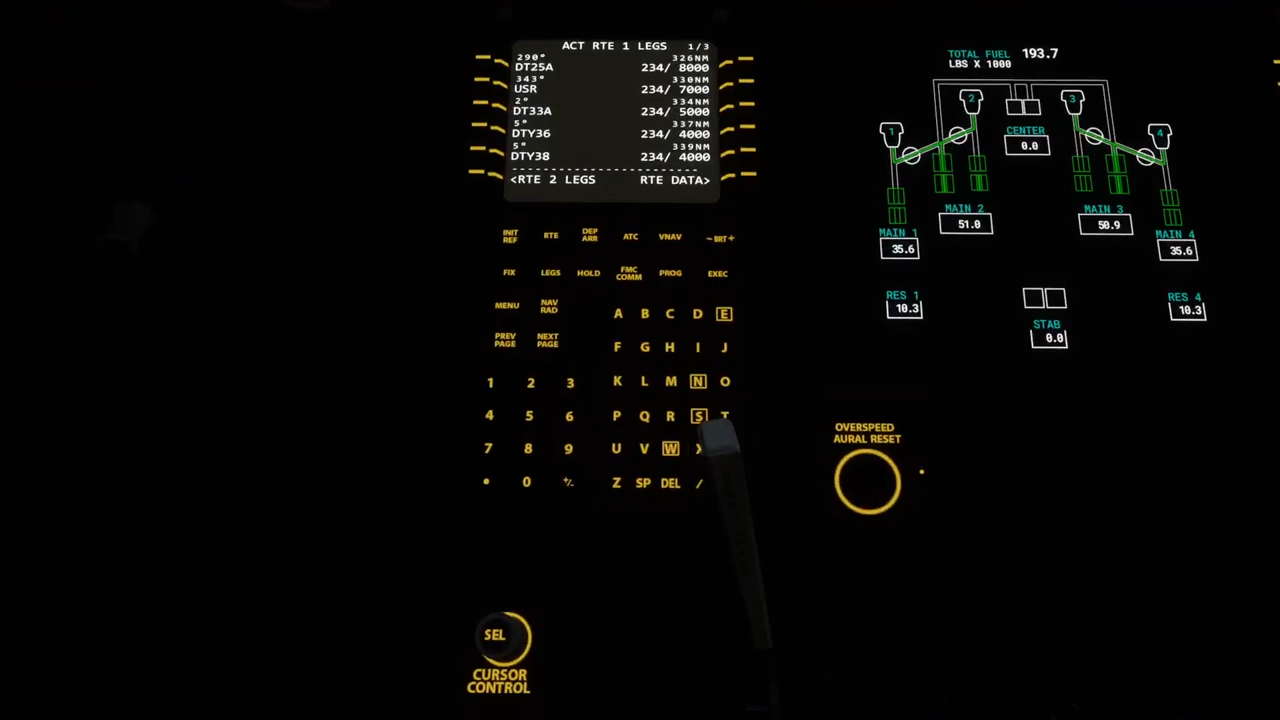 ACT RTE 1 LEGS 1/3
290° 326NM
DT25A 234/ 8000
343° 330NM
USR 234/ 7000
2° 334NM
DT33A 234/ 5000
5° 337NM
DTY36 234/ 4000
5° 339NM
DTY38 234/ 4000
<RTE 2 LEGS RTE DATA>
INIT REF RTE DEP ARR ATC VNAV – BRT +
FIX LEGS HOLD FMC COMM PROG EXEC
MENU NAV RAD
PREV PAGE NEXT PAGE
A B C D E
F G H I J
K L M N O
P Q R S T
U V W
Z SP DEL /
1 2 3
4 5 6
7 8 9
• 0 +/-
SEL
CURSOR
CONTROL
TOTAL FUEL 193.7
LBS X 1000
2 3
1 4
CENTER
0.0
MAIN 2 MAIN 3
51.0 50.9
MAIN 1 MAIN 4
35.6 35.6
RES 1 RES 4
10.3 10.3
STAB
0.0
OVERSPEED
AURAL RESET